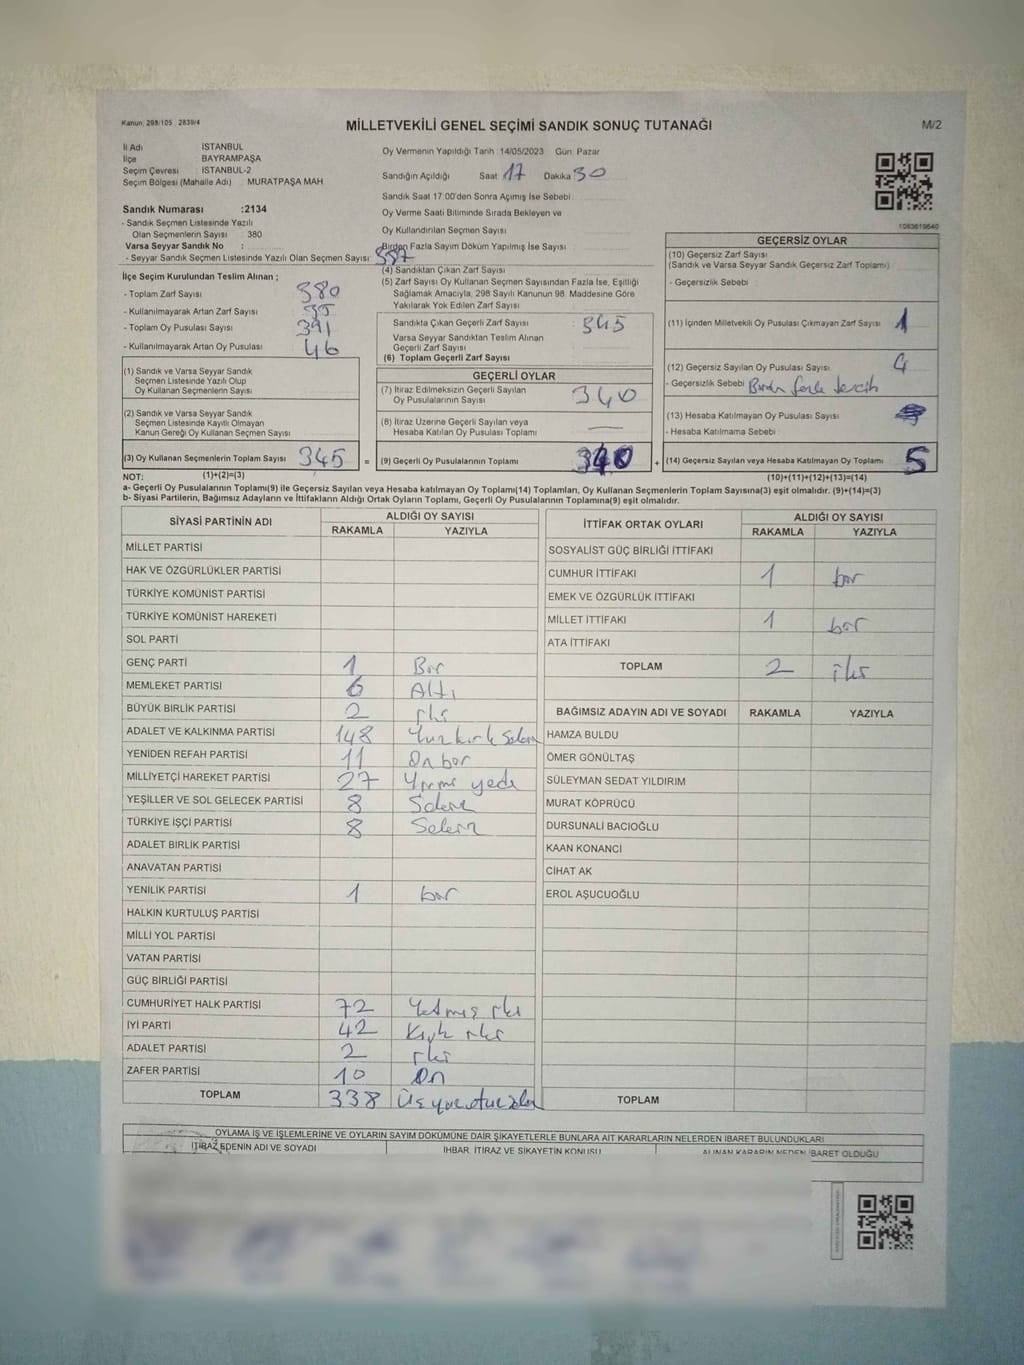 Kanun: 298/105 , 2839/4
MİLLETVEKİLİ GENEL SEÇİMİ SANDIK SONUÇ TUTANAĞI
M/2
İl Adı İSTANBUL
İlçe BAYRAMPAŞA
Seçim Çevresi İSTANBUL-2
Seçim Bölgesi (Mahalle Adı) : MURATPAŞA MAH.
Sandık Numarası :2134
- Sandık Seçmen Listesinde Yazılı
Olan Seçmenlerin Sayısı : 380
Varsa Seyyar Sandık No :
- Seyyar Sandık Seçmen Listesinde Yazılı Olan Seçmen Sayısı:
Oy Vermenin Yapıldığı Tarih :14/05/2023 Gün: Pazar
Sandığın Açıldığı Saat: 17 Dakika 30
Sandık Saat 17:00'den Sonra Açımış İse Sebebi:
Oy Verme Saati Bitiminde Sırada Bekleyen ve
Oy Kullandırılan Seçmen Sayısı
Birden Fazla Sayım Döküm Yapılmış İse Sayısı
1083619640
İlçe Seçim Kurulundan Teslim Alınan ;
- Toplam Zarf Sayısı 380
- Kullanılmayarak Artan Zarf Sayısı 35
- Toplam Oy Pusulası Sayısı 391
- Kullanılmayarak Artan Oy Pusulası 46
(4) Sandıktan Çıkan Zarf Sayısı
(5) Zarf Sayısı Oy Kullanan Seçmen Sayısından Fazla İse, Eşitliği
Sağlamak Amacıyla, 298 Sayılı Kanunun 98. Maddesine Göre
Yakılarak Yok Edilen Zarf Sayısı
Sandıkta Çıkan Geçerli Zarf Sayısı 345
Varsa Seyyar Sandıktan Teslim Alınan
Geçerli Zarf Sayısı
(6) Toplam Geçerli Zarf Sayısı
GEÇERSİZ OYLAR
(10) Geçersiz Zarf Sayısı
(Sandık ve Varsa Seyyar Sandık Geçersiz Zarf Toplamı)
- Geçersizlik Sebebi :
(11) İçinden Milletvekili Oy Pusulası Çıkmayan Zarf Sayısı 1
(12) Geçersiz Sayılan Oy Pusulası Sayısı 4
- Geçersizlik Sebebi Birden fazla tercih
(13) Hesaba Katılmayan Oy Pusulası Sayısı
- Hesaba Katılmama Sebebi :
(14) Geçersiz Sayılan veya Hesaba Katılmayan Oy Toplamı 5
(10)+(11)+(12)+(13)=(14)
(1) Sandık ve Varsa Seyyar Sandık
Seçmen Listesinde Yazılı Olup
Oy Kullanan Seçmenlerin Sayısı
(2) Sandık ve Varsa Seyyar Sandık
Seçmen Listesinde Kayıtlı Olmayan
Kanun Gereği Oy Kullanan Seçmen Sayısı
(3) Oy Kullanan Seçmenlerin Toplam Sayısı 345 =
GEÇERLİ OYLAR
(7) İtiraz Edilmeksizin Geçerli Sayılan
Oy Pusulalarının Sayısı 340
(8) İtiraz Üzerine Geçerli Sayılan veya
Hesaba Katılan Oy Pusulası Toplamı —
(9) Geçerli Oy Pusulalarının Toplamı 340 +
NOT: (1)+(2)=(3)
a- Geçerli Oy Pusulalarının Toplamı(9) ile Geçersiz Sayılan veya Hesaba katılmayan Oy Toplamı(14) Toplamları, Oy Kullanan Seçmenlerin Toplam Sayısına(3) eşit olmalıdır. (9)+(14)=(3)
b- Siyasi Partilerin, Bağımsız Adayların ve İttifakların Aldığı Ortak Oyların Toplamı, Geçerli Oy Pusulalarının Toplamına(9) eşit olmalıdır.
SİYASİ PARTİNİN ADI ALDIĞI OY SAYISI
RAKAMLA YAZIYLA
MİLLET PARTİSİ
HAK VE ÖZGÜRLÜKLER PARTİSİ
TÜRKİYE KOMÜNİST PARTİSİ
TÜRKİYE KOMÜNİST HAREKETİ
SOL PARTİ
GENÇ PARTİ 1 Bir
MEMLEKET PARTİSİ 6 Altı
BÜYÜK BİRLİK PARTİSİ 2 iki
ADALET VE KALKINMA PARTİSİ 148 Yüzkırk Sekiz
YENİDEN REFAH PARTİSİ 11 On bir
MİLLİYETÇİ HAREKET PARTİSİ 27 Yirmi yedi
YEŞİLLER VE SOL GELECEK PARTİSİ 8 Sekiz
TÜRKİYE İŞÇİ PARTİSİ 8 Sekiz
ADALET BİRLİK PARTİSİ
ANAVATAN PARTİSİ
YENİLİK PARTİSİ 1 bir
HALKIN KURTULUŞ PARTİSİ
MİLLİ YOL PARTİSİ
VATAN PARTİSİ
GÜÇ BİRLİĞİ PARTİSİ
CUMHURİYET HALK PARTİSİ 72 Yetmiş iki
İYİ PARTİ 42 Kırk iki
ADALET PARTİSİ 2 iki
ZAFER PARTİSİ 10 On
TOPLAM 338 Üçyüzotuzsekiz
İTTİFAK ORTAK OYLARI ALDIĞI OY SAYISI
RAKAMLA YAZIYLA
SOSYALİST GÜÇ BİRLİĞİ İTTİFAKI
CUMHUR İTTİFAKI 1 bir
EMEK VE ÖZGÜRLÜK İTTİFAKI
MİLLET İTTİFAKI 1 bir
ATA İTTİFAKI
TOPLAM 2 iki
BAĞIMSIZ ADAYIN ADI VE SOYADI RAKAMLA YAZIYLA
HAMZA BULDU
ÖMER GÖNÜLTAŞ
SÜLEYMAN SEDAT YILDIRIM
MURAT KÖPRÜCÜ
DURSUNALİ BACIOĞLU
KAAN KONANCI
CİHAT AK
EROL AŞUCUOĞLU
TOPLAM
OYLAMA İŞ VE İŞLEMLERİNE VE OYLARIN SAYIM DÖKÜMÜNE DAİR ŞİKAYETLERLE BUNLARA AİT KARARLARIN NELERDEN İBARET BULUNDUKLARI
İTİRAZ EDENİN ADI VE SOYADI İHBAR, İTİRAZ VE ŞİKAYETİN KONUSU ALINAN KARARIN NEDEN İBARET OLDUĞU